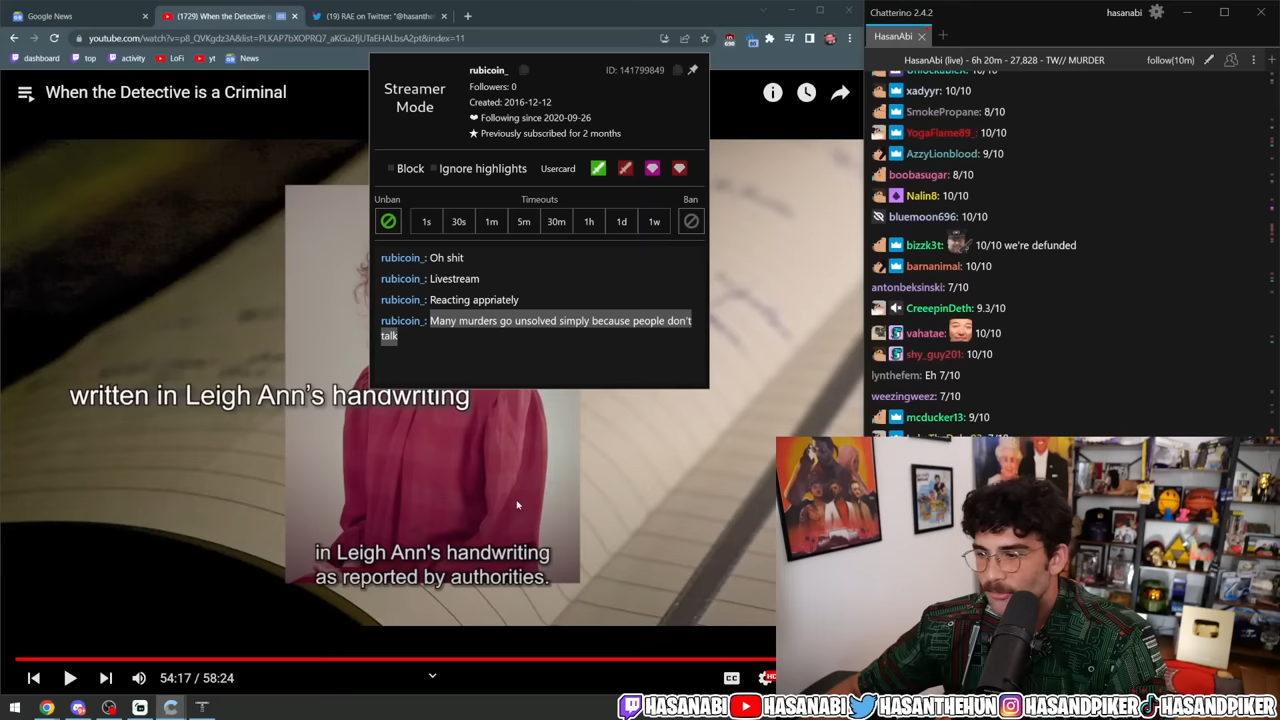 Google News
(1729) When the Detective is
(19) RAE on Twitter: "@hasanthe
youtube.com/watch?v=p8_QVKgdz3A&list=PLKAP7bXOPRQ7_aKGu2fjUTaEHALbsA2pt&index=11
dashboard
top
activity
LoFi
yt
News
When the Detective is a Criminal
Streamer
Mode
rubicoin_
ID: 141799849
Followers: 0
Created: 2016-12-12
Following since 2020-09-26
Previously subscribed for 2 months
Block
Ignore highlights
Usercard
Unban
Timeouts
Ban
1s
30s
1m
5m
30m
1h
1d
1w
rubicoin_: Oh shit
rubicoin_: Livestream
rubicoin_: Reacting appriately
rubicoin_: Many murders go unsolved simply because people don't
talk
written in Leigh Ann's handwriting
in Leigh Ann's handwriting
as reported by authorities.
54:17 / 58:24
CC
HD
Chatterino 2.4.2
hasanabi
HasanAbi
HasanAbi (live) - 6h 20m - 27,828 - TW// MURDER
follow(10m)
10/10
xadyyr: 10/10
SmokePropane: 8/10
YogaFlame89_: 10/10
AzzyLionblood: 9/10
boobasugar: 8/10
Nalin8: 10/10
bluemoon696: 10/10
bizzk3t: 10/10 we're defunded
barnanimal: 10/10
antonbeksinski: 7/10
CreeepinDeth: 9.3/10
vahatae: 10/10
shy_guy201: 10/10
lynthefem: Eh 7/10
weezingweez: 7/10
mcducker13: 9/10
HASANABI
HASANABI
HASANTHEHUN
HASANDPIKER
HASANDPIKER